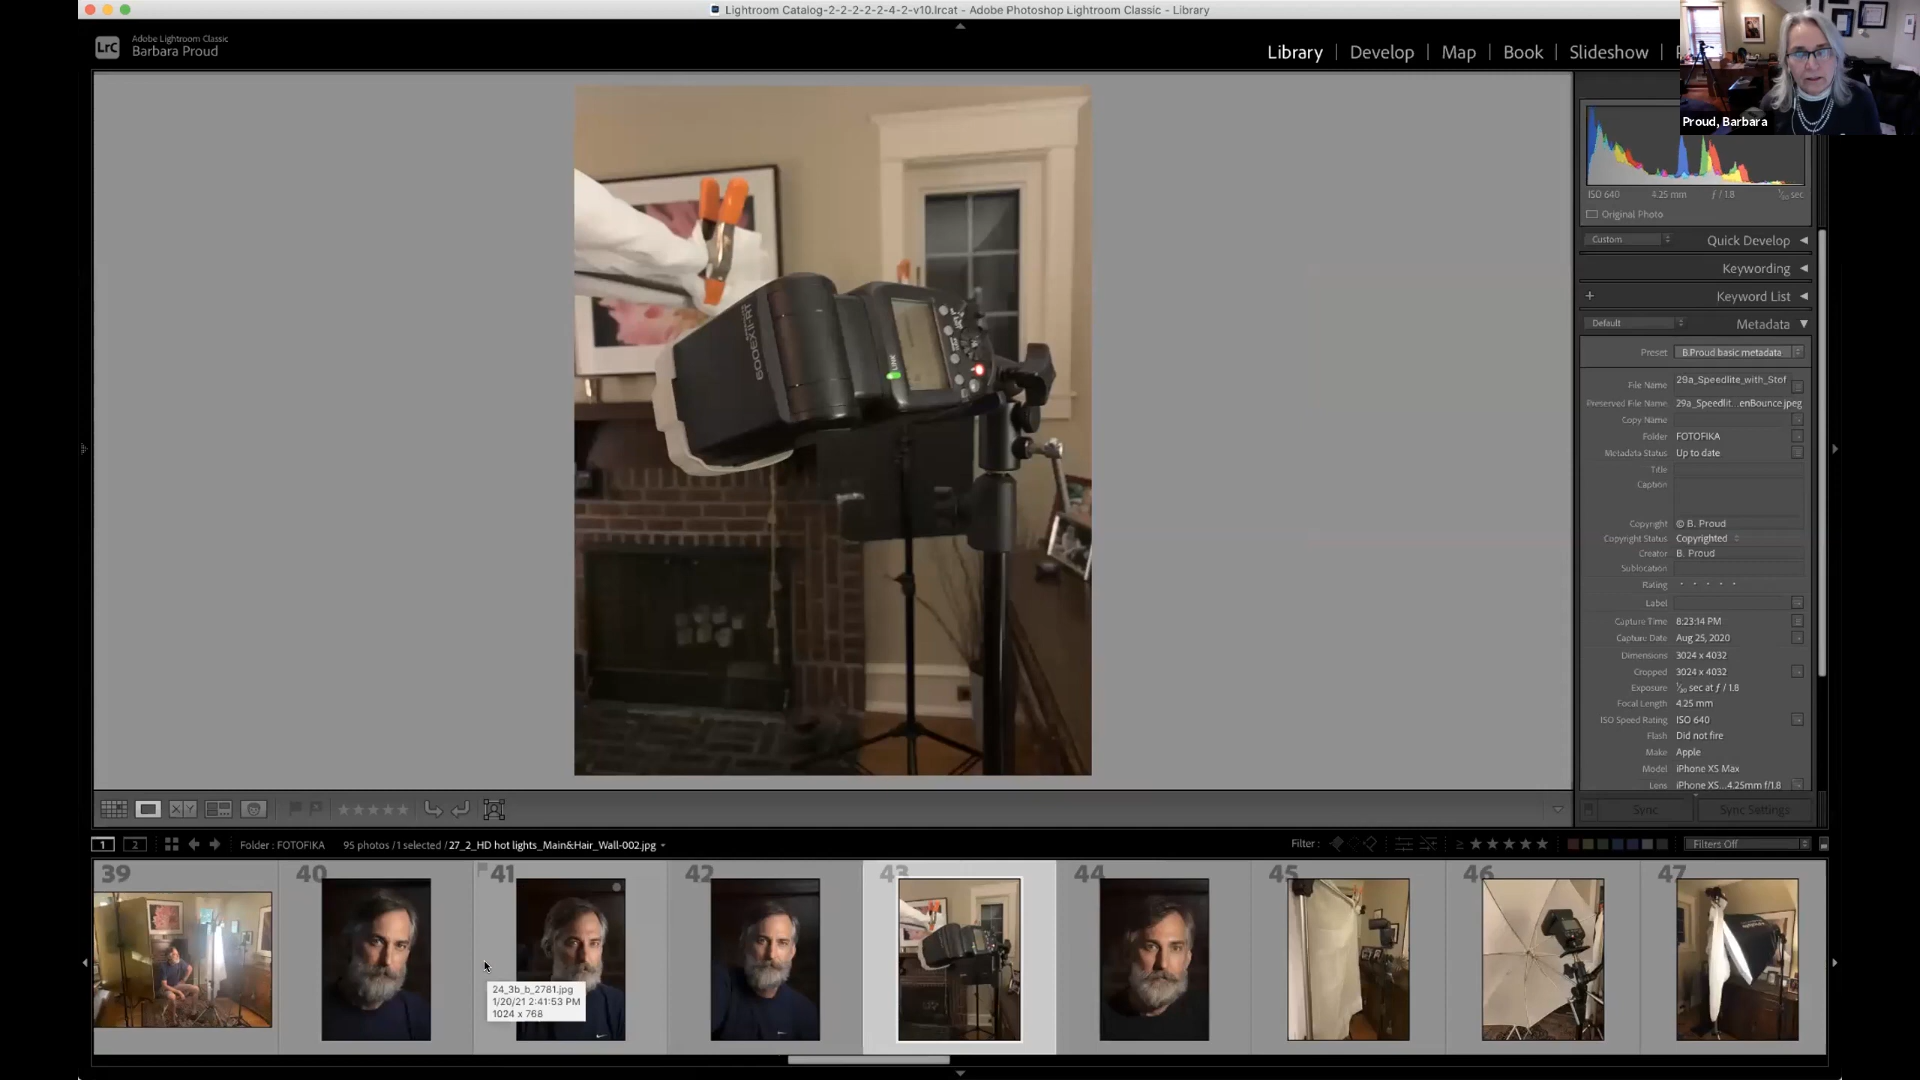 Lightroom Catalog-2-2-2-2-2-4-2-v10.lrcat - Adobe Photoshop Lightroom Classic - Library
LrC
Adobe Lightroom Classic
Barbara Proud
Library | Develop | Map | Book | Slideshow |
Proud, Barbara
ISO 640 4.25 mm ƒ / 1.8 sec
Original Photo
Custom Quick Develop
Keywording
+ Keyword List
Default Metadata
Preset B.Proud basic metadata
File Name 29a_Speedlite_with_Stof
Preserved File Name 29a_Speedlit...enBounce.jpeg
Copy Name
Folder FOTOFIKA
Metadata Status Up to date
Title
Caption
Copyright © B. Proud
Copyright Status Copyrighted
Creator B. Proud
Sublocation
Rating
Label
Capture Time 8:23:14 PM
Capture Date Aug 25, 2020
Dimensions 3024 x 4032
Cropped 3024 x 4032
Exposure sec at ƒ / 1.8
Focal Length 4.25 mm
ISO Speed Rating ISO 640
Flash Did not fire
Make Apple
Model iPhone XS Max
Lens iPhone XS...4.25mm f/1.8
Sync Sync Settings
600EX II-RT
LINK
XY
1 2 Folder : FOTOFIKA 95 photos / 1 selected / 27_2_HD hot lights_Main&Hair_Wall-002.jpg Filter : Filters Off
39 40 41 42 43 44 45 46 47
24_3b_b_2781.jpg
1/20/21 2:41:53 PM
1024 x 768